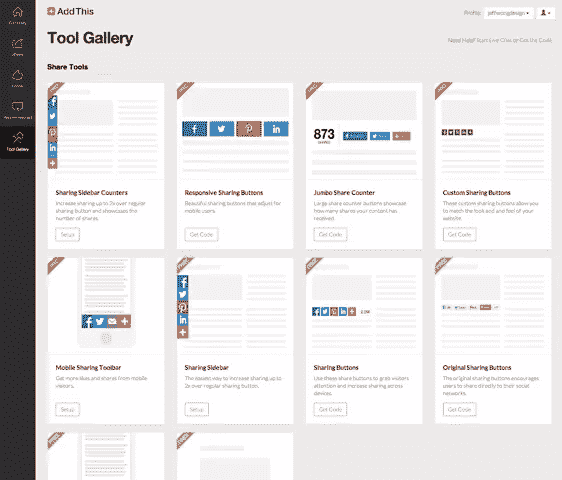 AddThis
Profile:
Tool Gallery
Share Tools
Tool Gallery
PRO
Sharing Sidebar Counters
Increase sharing up to 2x over regular
sharing button and showcases the
number of shares.
Setup
PRO
Responsive Sharing Buttons
Beautiful sharing buttons that adjust for
mobile users.
Get Code
PRO
873
Jumbo Share Counter
Large share counter buttons showcase
how many shares your content has
received.
Get Code
PRO
Custom Sharing Buttons
These custom sharing buttons allow you
to match the look and feel of your
website.
Get Code
Mobile Sharing Toolbar
Get more likes and shares from mobile
visitors.
Setup
Sharing Sidebar
The easiest way to increase sharing up to
2x over regular sharing button.
Setup
Sharing Buttons
Use these share buttons to grab visitors
attention and increase sharing across
devices.
Get Code
Original Sharing Buttons
The original sharing buttons encourages
users to share directly to their social
networks.
Get Code